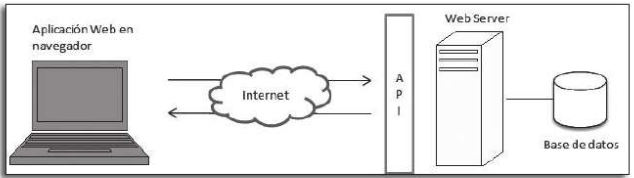 Aplicación Web en
navegador
Internet
A
P
I
Web Server
Base de datos